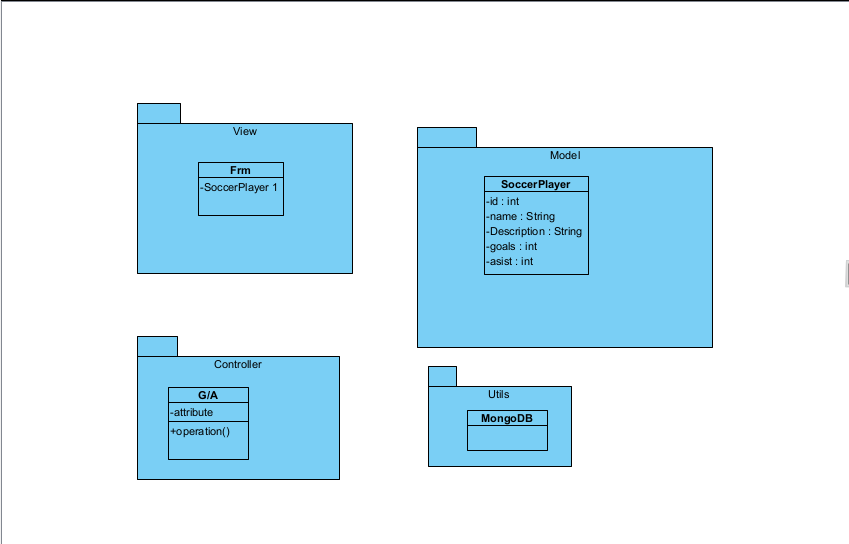 View
Frm
-SoccerPlayer 1
Model
SoccerPlayer
-id : int
-name : String
-Description : String
-goals : int
-asist : int
Controller
G/A
-attribute
+operation()
Utils
MongoDB